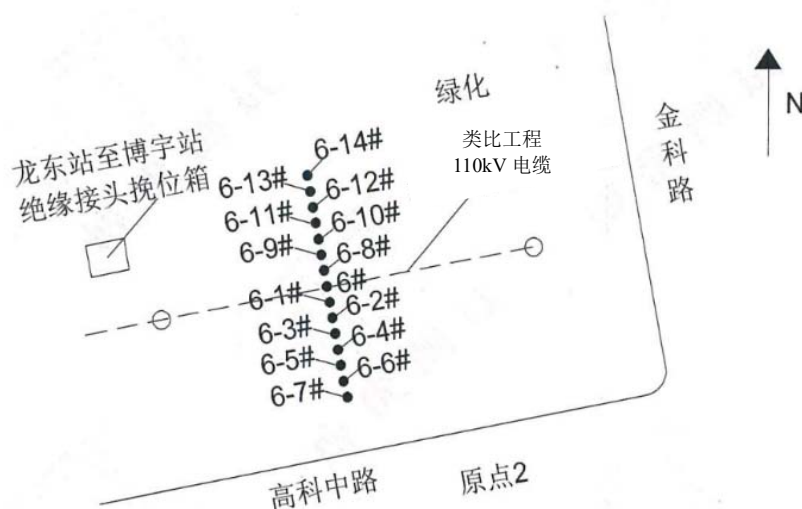 绿化
N
金科路
类比工程
110kV 电缆
龙东站至博宇站
绝缘接头挽位箱
6-14#
6-13#
6-12#
6-11#
6-10#
6-9#
6-8#
6#
6-1#
6-2#
6-3#
6-4#
6-5#
6-6#
6-7#
高科中路
原点2